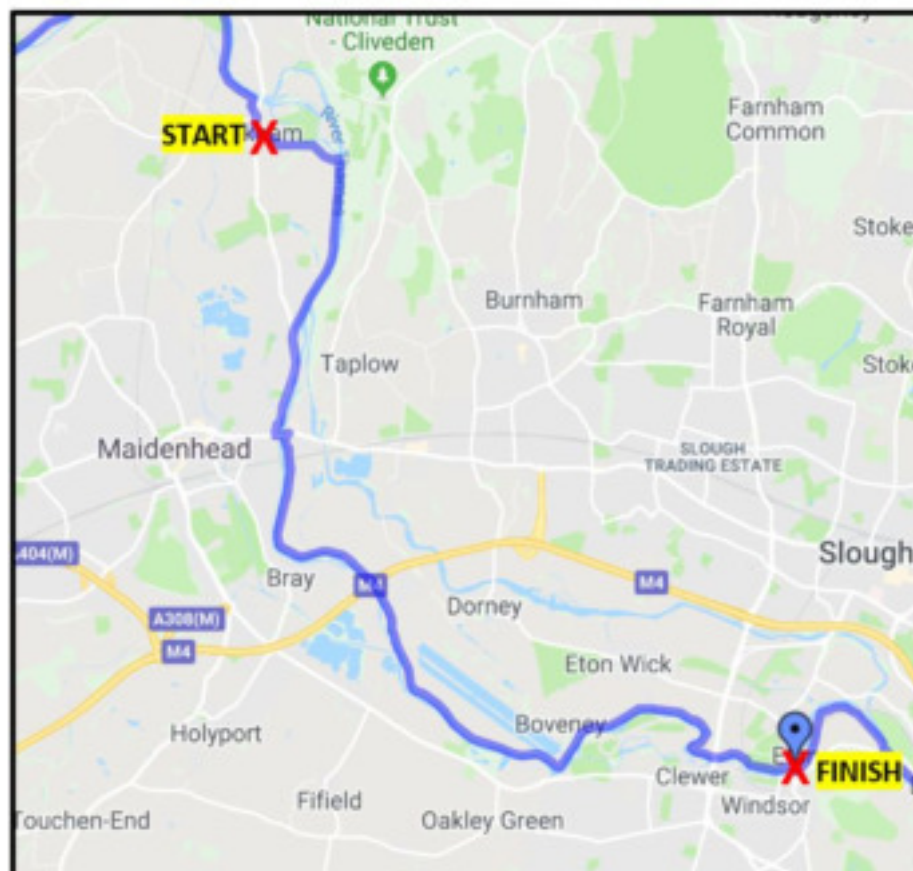 National Trust
- Cliveden
Farnham
Common
START
X
River Thames
Stoke
Burnham
Farnham
Royal
Taplow
Stoke
Maidenhead
SLOUGH
TRADING ESTATE
A404(M)
Slough
Bray
M4
M4
Dorney
A308(M)
M4
Eton Wick
Holyport
Boveney
X
FINISH
Clewer
Windsor
Fifield
Touchen-End
Oakley Green